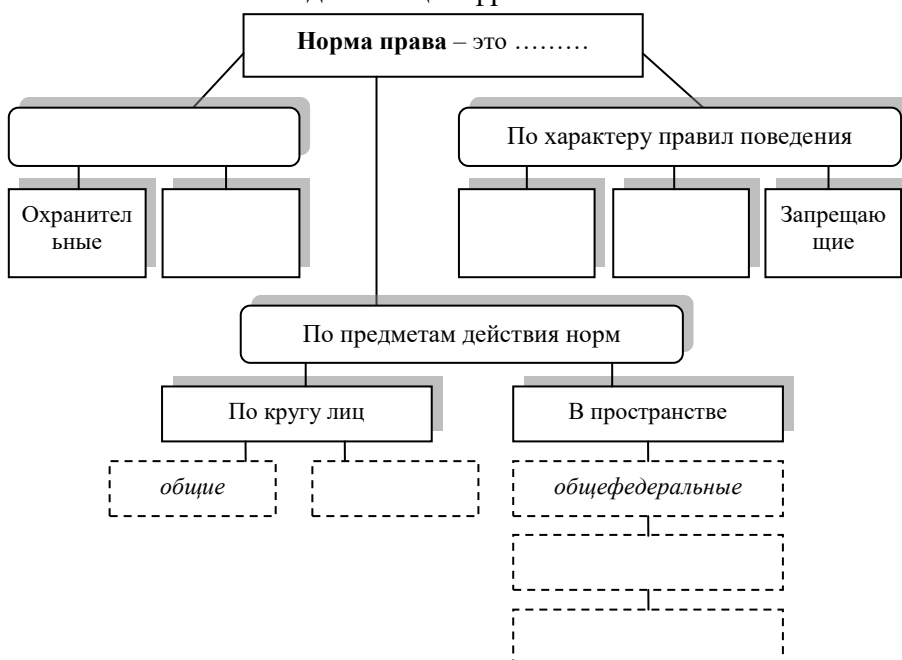 Норма права – это ………
По характеру правил поведения
Охранител
ьные
Запрещаю
щие
По предметам действия норм
По кругу лиц
В пространстве
общие
общефедеральные